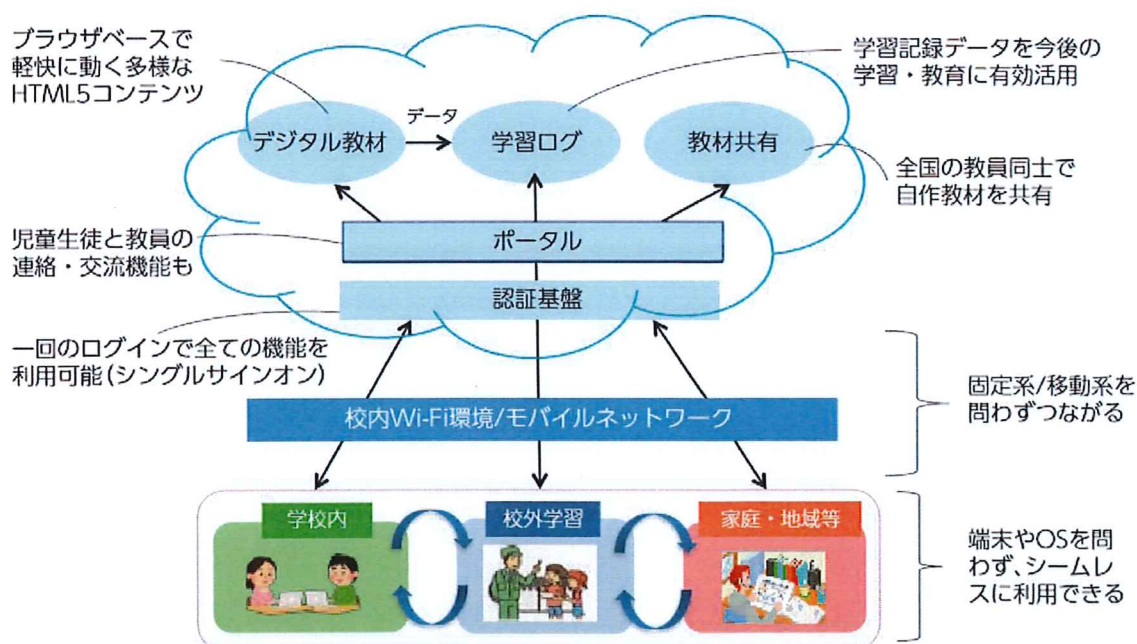 ブラウザベースで
軽快に動く多様な
HTML5コンテンツ
学習記録データを今後の
学習・教育に有効活用
デジタル教材
データ
学習ログ
教材共有
全国の教員同士で
自作教材を共有
児童生徒と教員の
連絡・交流機能も
ポータル
認証基盤
一回のログインで全ての機能を
利用可能(シングルサインオン)
校内Wi-Fi環境/モバイルネットワーク
固定系/移動系を
問わずつながる
学校内
校外学習
家庭・地域等
端末やOSを問
わず、シームレ
スに利用できる